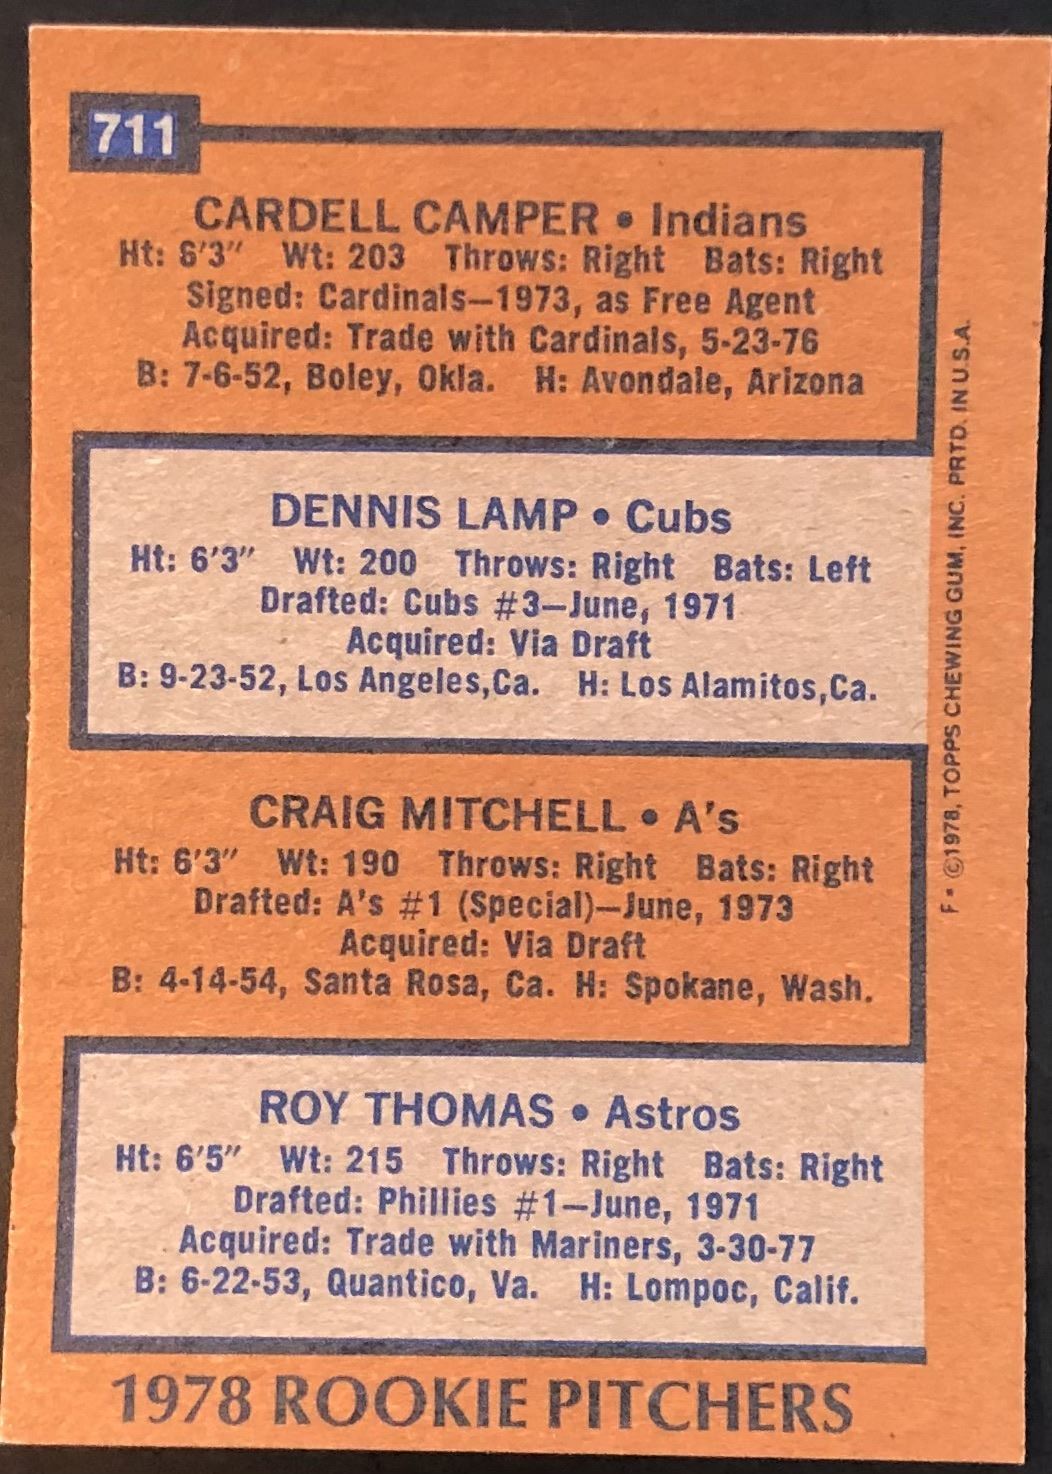 711
CARDELL CAMPER • Indians
Ht: 6'3" Wt: 203 Throws: Right Bats: Right
Signed: Cardinals—1973, as Free Agent
Acquired: Trade with Cardinals, 5-23-76
B: 7-6-52, Boley, Okla. H: Avondale, Arizona
DENNIS LAMP • Cubs
Ht: 6'3" Wt: 200 Throws: Right Bats: Left
Drafted: Cubs #3—June, 1971
Acquired: Via Draft
B: 9-23-52, Los Angeles,Ca. H: Los Alamitos,Ca.
CRAIG MITCHELL • A's
Ht: 6'3" Wt: 190 Throws: Right Bats: Right
Drafted: A's #1 (Special)—June, 1973
Acquired: Via Draft
B: 4-14-54, Santa Rosa, Ca. H: Spokane, Wash.
ROY THOMAS • Astros
Ht: 6'5" Wt: 215 Throws: Right Bats: Right
Drafted: Phillies #1—June, 1971
Acquired: Trade with Mariners, 3-30-77
B: 6-22-53, Quantico, Va. H: Lompoc, Calif.
1978 ROOKIE PITCHERS
F• ©1978, TOPPS CHEWING GUM, INC. PRTD. IN U.S.A.